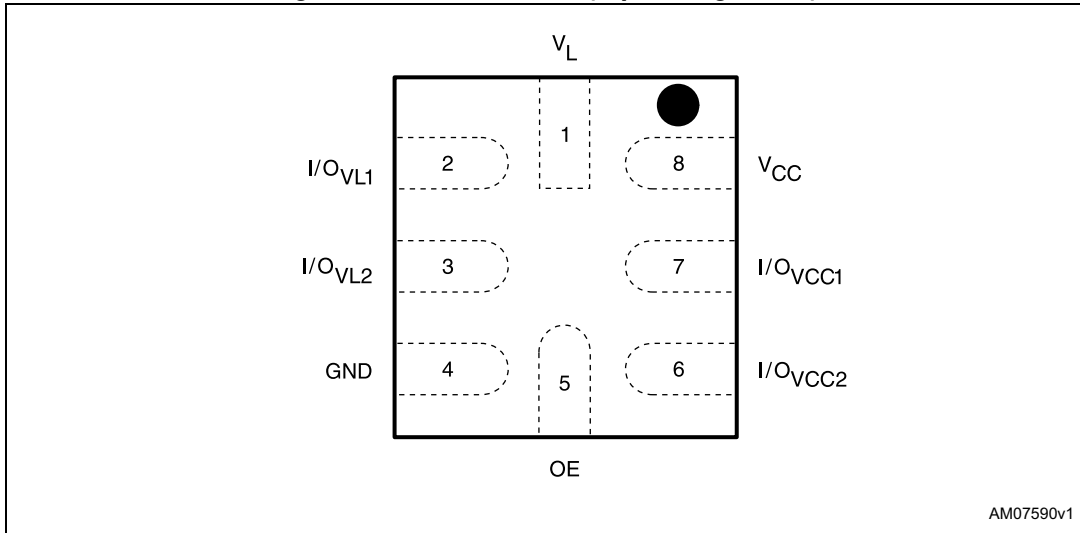 V_L
1
I/O_VL1 2 8 V_CC
I/O_VL2 3 7 I/O_VCC1
GND 4 6 I/O_VCC2
5
OE
AM07590v1